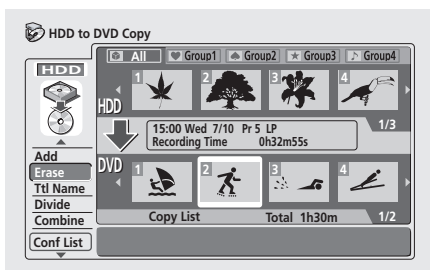 HDD to DVD Copy
HDD
All Group1 Group2 Group3 Group4
1 2 3 4
HDD
15:00 Wed 7/10 Pr 5 LP
Recording Time 0h32m55s
1/3
DVD
1 2 3 4
Copy List Total 1h30m 1/2
Add
Erase
Ttl Name
Divide
Combine
Conf List